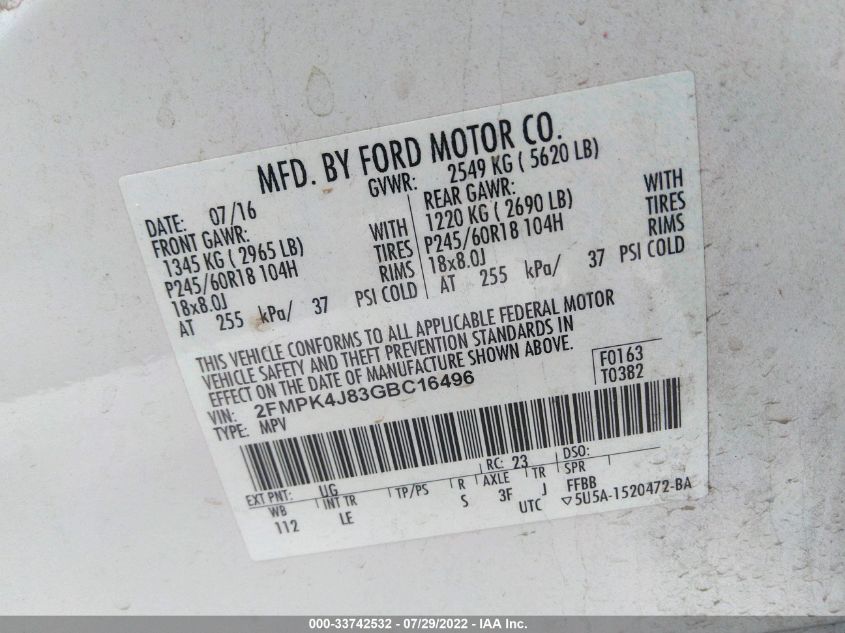 MFD. BY FORD MOTOR CO.
DATE: 07/16 GVWR: 2549 KG ( 5620 LB)
FRONT GAWR: REAR GAWR:
1345 KG ( 2965 LB) WITH 1220 KG ( 2690 LB) WITH
P245/60R18 104H TIRES P245/60R18 104H TIRES
18x8.0J RIMS 18x8.0J RIMS
AT 255 kPa/ 37 PSI COLD AT 255 kPa/ 37 PSI COLD
THIS VEHICLE CONFORMS TO ALL APPLICABLE FEDERAL MOTOR
VEHICLE SAFETY AND THEFT PREVENTION STANDARDS IN
EFFECT ON THE DATE OF MANUFACTURE SHOWN ABOVE.
F0163
T0382
VIN: 2FMPK4J83GBC16496
TYPE: MPV
EXT PNT: UG RC: 23 DSO:
WB INT TR TP/PS R AXLE TR SPR
112 LE S 3F J FFBB
UTC ▽5U5A-1520472-BA
000-33742532 - 07/29/2022 - IAA Inc.